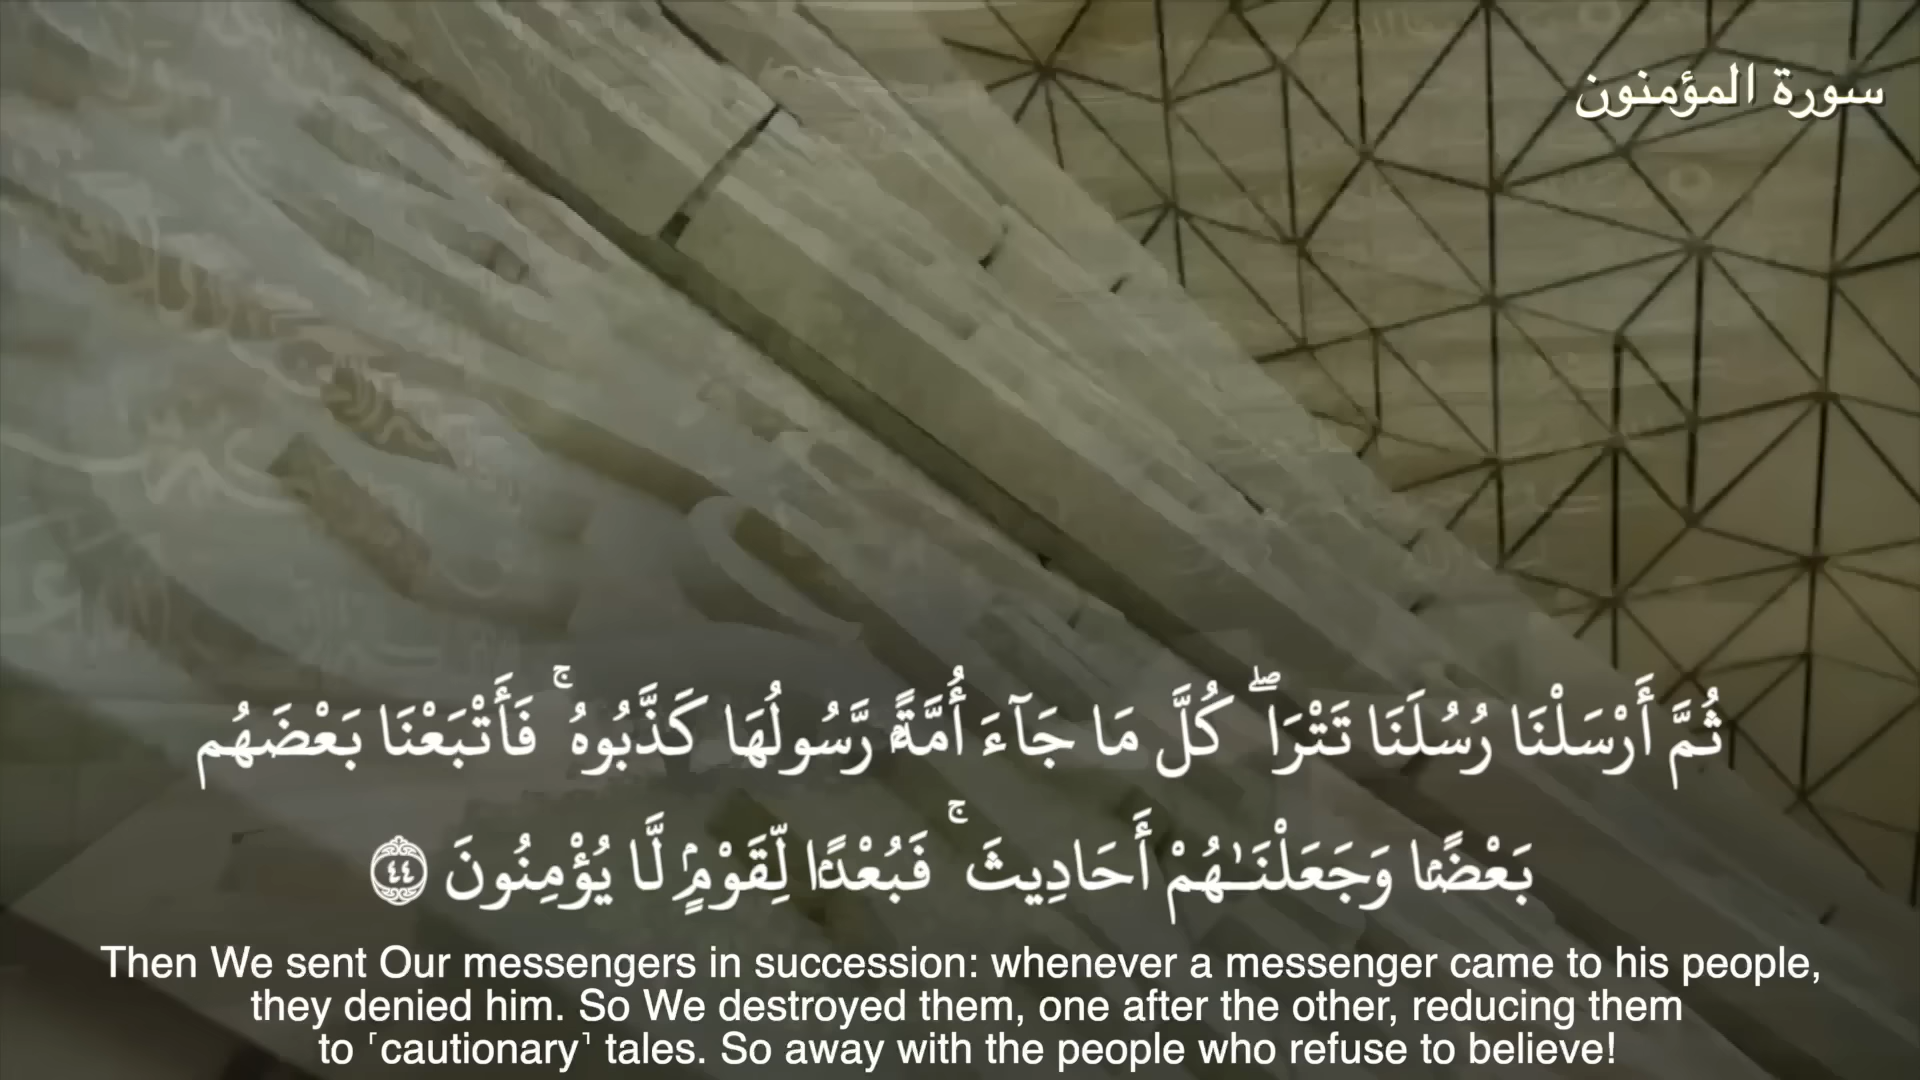 سورة المؤمنون
ثُمَّ أَرْسَلْنَا رُسُلَنَا تَتْرَا ۖ كُلَّ مَا جَآءَ أُمَّةً رَّسُولُهَا كَذَّبُوهُ ۚ فَأَتْبَعْنَا بَعْضَهُم
بَعْضًا وَجَعَلْنَـٰهُمْ أَحَادِيثَ ۚ فَبُعْدًا لِّقَوْمٍ لَّا يُؤْمِنُونَ ٤٤
Then We sent Our messengers in succession: whenever a messenger came to his people,
they denied him. So We destroyed them, one after the other, reducing them
to ˹cautionary˺ tales. So away with the people who refuse to believe!